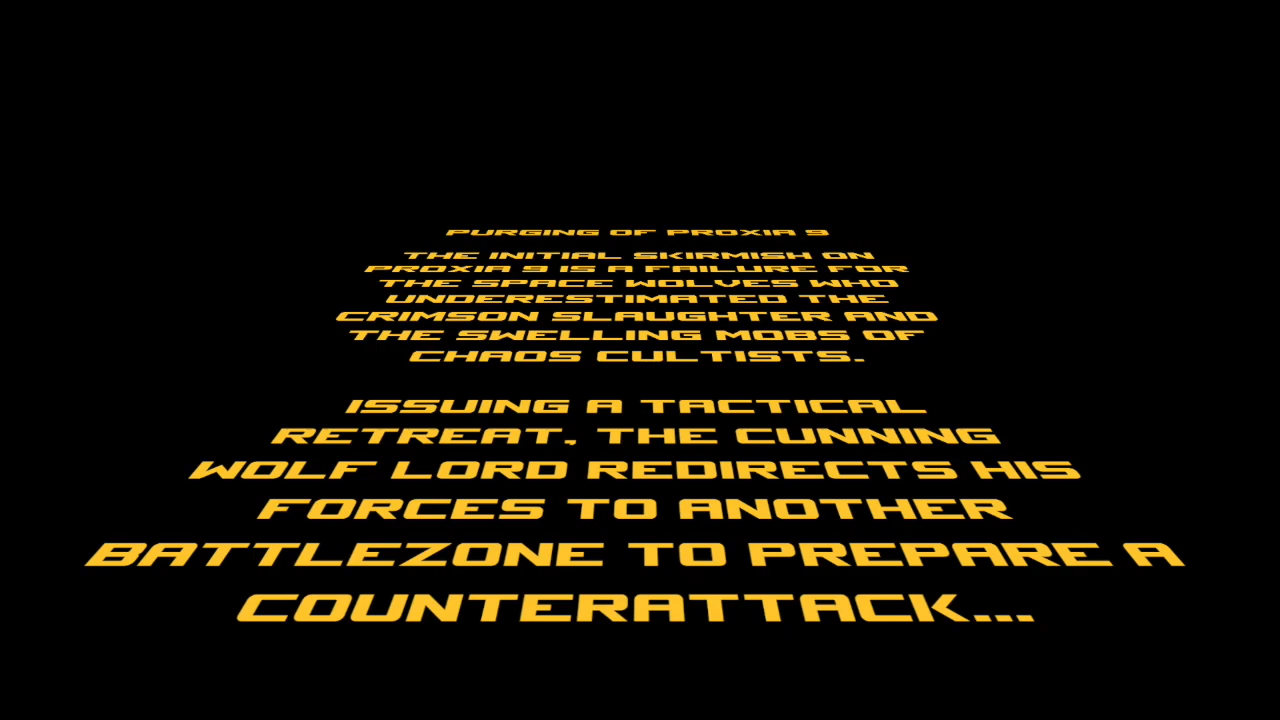 PURGING OF PROXIA 9
THE INITIAL SKIRMISH ON
PROXIA 9 IS A FAILURE FOR
THE SPACE WOLVES WHO
UNDERESTIMATED THE
CRIMSON SLAUGHTER AND
THE SWELLING MOBS OF
CHAOS CULTISTS.
ISSUING A TACTICAL
RETREAT, THE CUNNING
WOLF LORD REDIRECTS HIS
FORCES TO ANOTHER
BATTLEZONE TO PREPARE A
COUNTERATTACK...